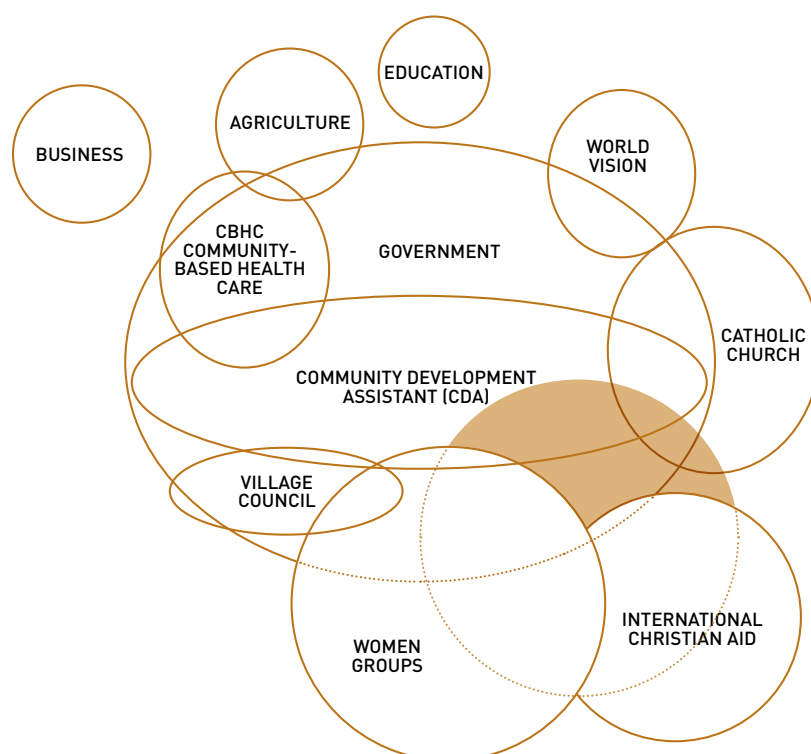 EDUCATION
AGRICULTURE
BUSINESS
WORLD
VISION
CBHC
COMMUNITY-
BASED HEALTH
CARE
GOVERNMENT
CATHOLIC
CHURCH
COMMUNITY DEVELOPMENT
ASSISTANT (CDA)
VILLAGE
COUNCIL
INTERNATIONAL
CHRISTIAN AID
WOMEN
GROUPS